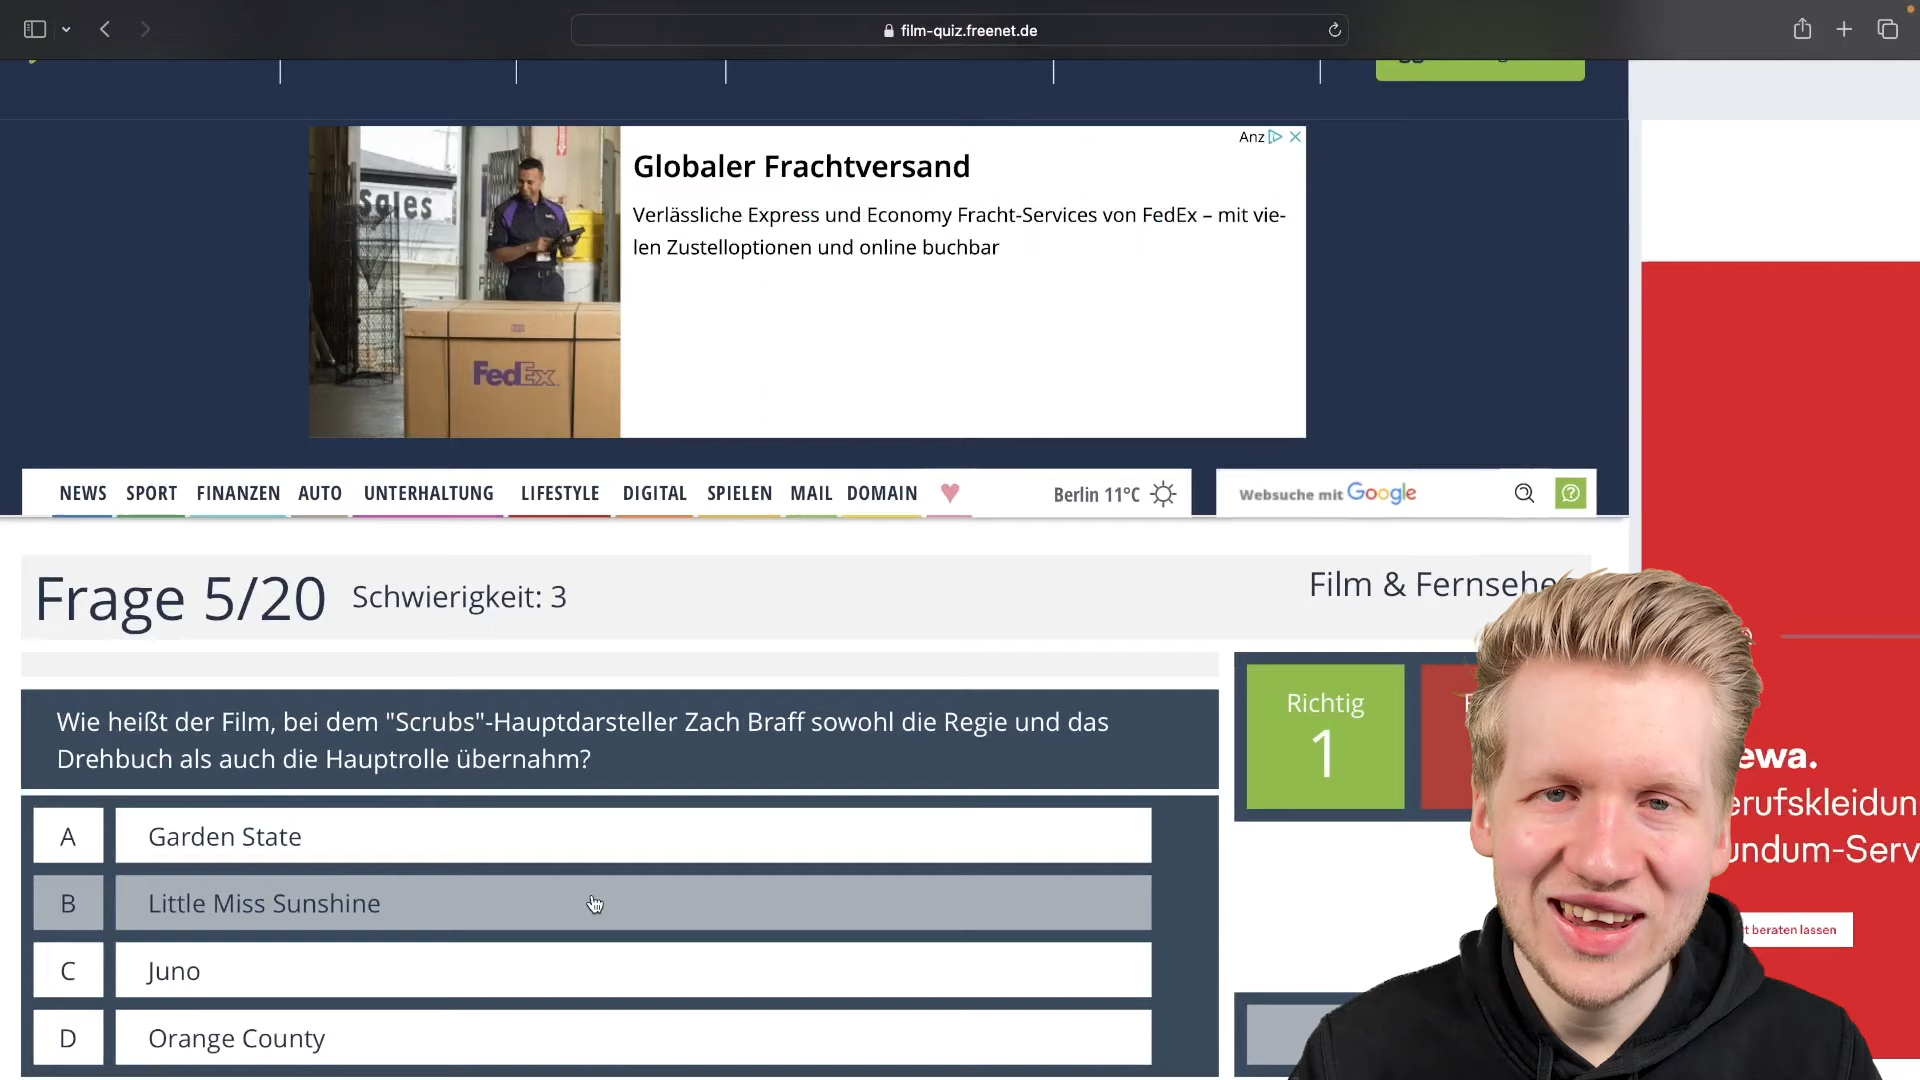 film-quiz.freenet.de
Anz
Globaler Frachtversand
Verlässliche Express und Economy Fracht-Services von FedEx – mit vie-
len Zustelloptionen und online buchbar
sales
FedEx
NEWS SPORT FINANZEN AUTO UNTERHALTUNG LIFESTYLE DIGITAL SPIELEN MAIL DOMAIN
Berlin 11°C
Websuche mit Google
Frage 5/20 Schwierigkeit: 3
Film & Fernsehe
Wie heißt der Film, bei dem "Scrubs"-Hauptdarsteller Zach Braff sowohl die Regie und das
Drehbuch als auch die Hauptrolle übernahm?
Richtig
1
A Garden State
B Little Miss Sunshine
C Juno
D Orange County
ewa.
erufskleidun
undum-Serv
t beraten lassen